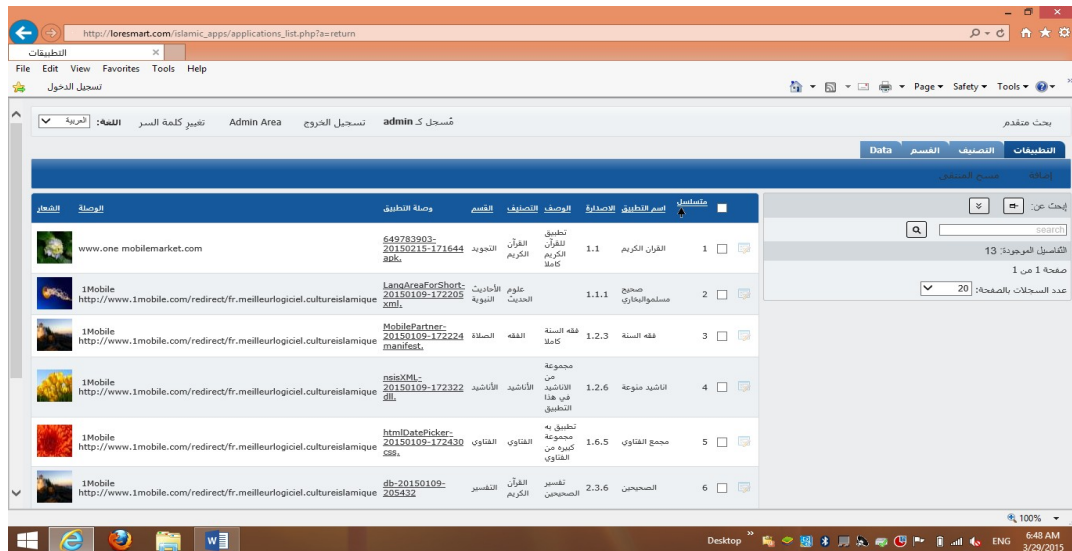 http://loresmart.com/islamic_apps/applications_list.php?a=return
التطبيقات
File Edit View Favorites Tools Help
تسجيل الدخول
Page Safety Tools
بحث متقدم
مُسجل كـ admin تسجيل الخروج Admin Area تغيير كلمة السر اللغة: العربية
التطبيقات التصنيف القسم Data
إضافة
إبحث عن:
search
التفاصيل الموجودة: 13
صفحة 1 من 1
عدد السجلات بالصفحة: 20
متسلسل اسم التطبيق الاصدارة الوصف التصنيف القسم وصلة التطبيق الوصلة الشعار
1 القران الكريم 1.1 تطبيق للقرآن الكريم كاملا القرآن الكريم التجويد 649783903-20150215-171644 apk. www.one mobilemarket.com
2 صحيح مسلموالبخاري 1.1.1 علوم الحديث الأحاديث النبوية LangAreaForShort-20150109-172205 xml. 1Mobile http://www.1mobile.com/redirect/fr.meilleurlogiciel.cultureislamique
3 فقه السنة 1.2.3 فقه السنة كاملا الفقه الصلاة MobilePartner-20150109-172224 manifest. 1Mobile http://www.1mobile.com/redirect/fr.meilleurlogiciel.cultureislamique
4 اناشيد منوعة 1.2.6 مجموعة من الاناشيد في هذا التطبيق الأناشيد الأناشيد nsisXML-20150109-172322 dll. 1Mobile http://www.1mobile.com/redirect/fr.meilleurlogiciel.cultureislamique
5 مجمع الفتاوي 1.6.5 تطبيق به مجموعة كبيره من الفتاوي الفتاوي الفتاوي htmlDatePicker-20150109-172430 css. 1Mobile http://www.1mobile.com/redirect/fr.meilleurlogiciel.cultureislamique
6 الصحيحين 2.3.6 تفسير الصحيحين القرآن الكريم التفسير db-20150109-205432 1Mobile http://www.1mobile.com/redirect/fr.meilleurlogiciel.cultureislamique
100%
Desktop ENG 6:48 AM
3/29/2015